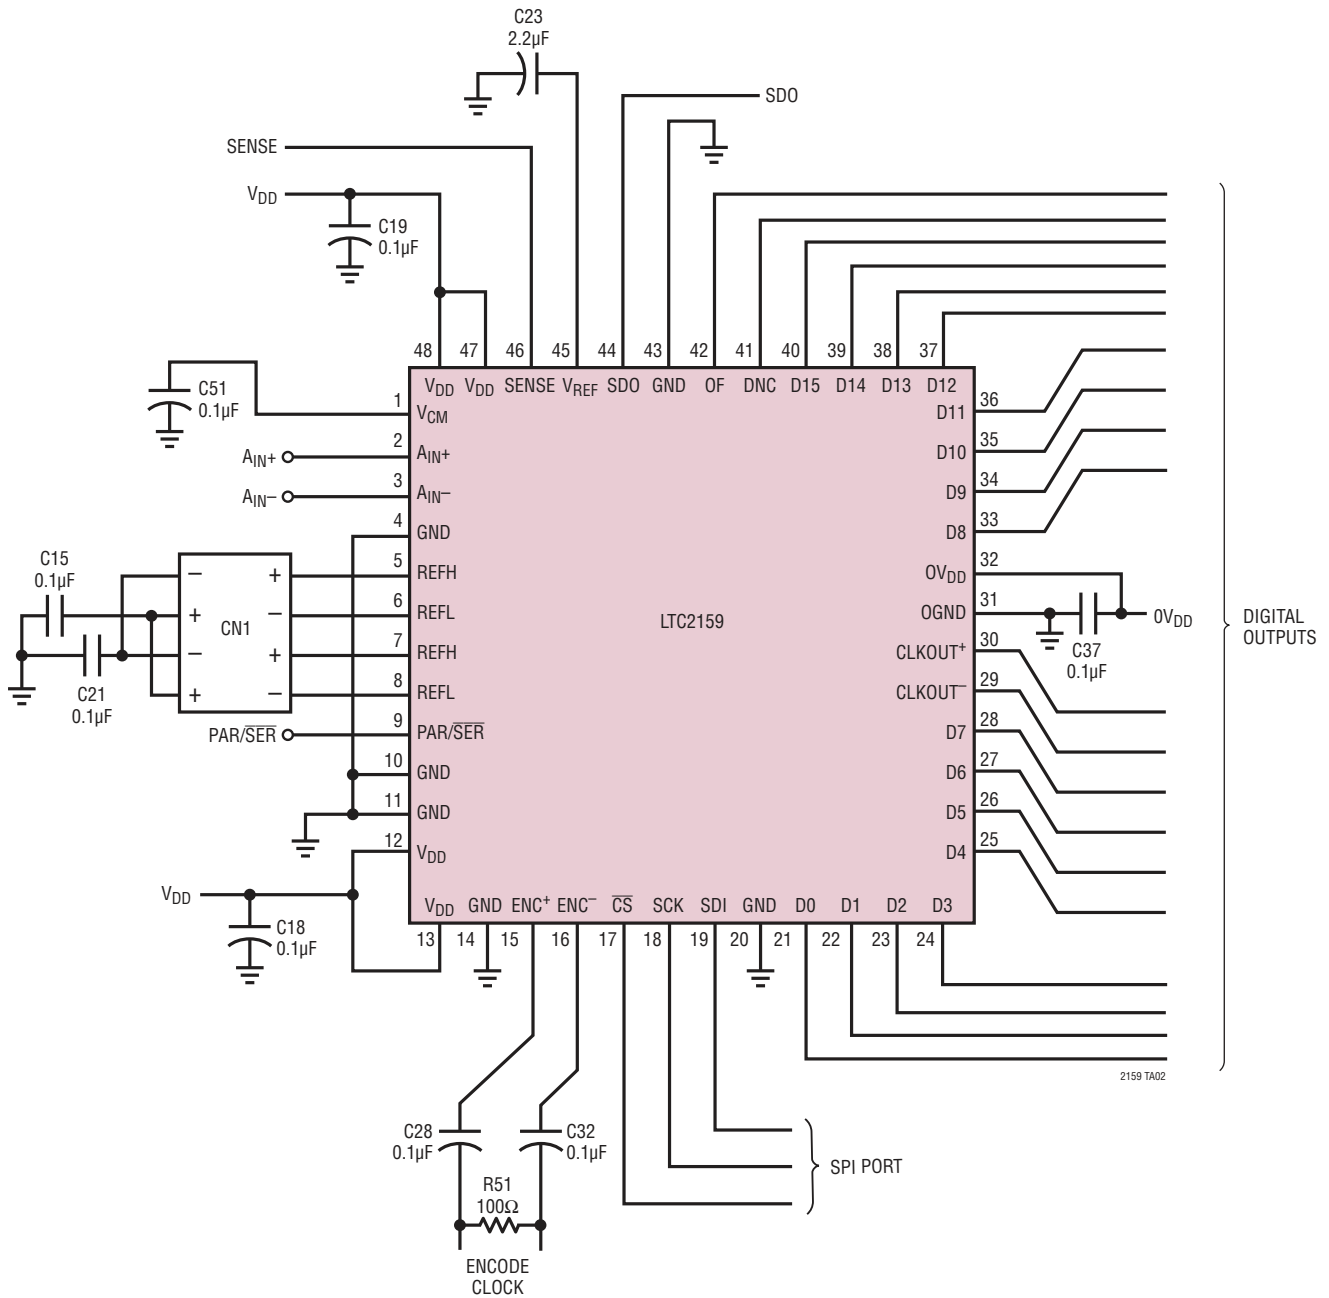 C23
2.2µF
SDO
SENSE
VDD
C19
0.1µF
48 47 46 45 44 43 42 41 40 39 38 37
VDD VDD SENSE VREF SDO GND OF DNC D15 D14 D13 D12
C51
0.1µF
1 VCM
AIN+ 2 AIN+
AIN– 3 AIN–
4 GND
5 REFH
6 REFL
7 REFH
8 REFL
C15
0.1µF
C21
0.1µF
– +
+ –
CN1
– +
+ –
PAR/S̅E̅R̅ 9 PAR/S̅E̅R̅
10 GND
11 GND
12 VDD
VDD
C18
0.1µF
LTC2159
D11 36
D10 35
D9 34
D8 33
OVDD 32
OGND 31
0VDD
C37
0.1µF
CLKOUT+ 30
CLKOUT– 29
D7 28
D6 27
D5 26
D4 25
DIGITAL
OUTPUTS
VDD GND ENC+ ENC– C̅S̅ SCK SDI GND D0 D1 D2 D3
13 14 15 16 17 18 19 20 21 22 23 24
2159 TA02
C28
0.1µF
C32
0.1µF
R51
100Ω
SPI PORT
ENCODE
CLOCK